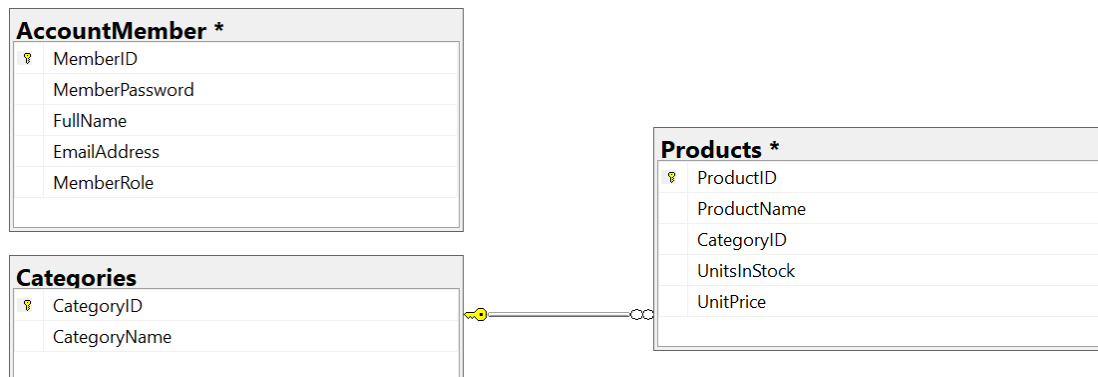 AccountMember *
MemberID
MemberPassword
FullName
EmailAddress
MemberRole
Categories
CategoryID
CategoryName
Products *
ProductID
ProductName
CategoryID
UnitsInStock
UnitPrice